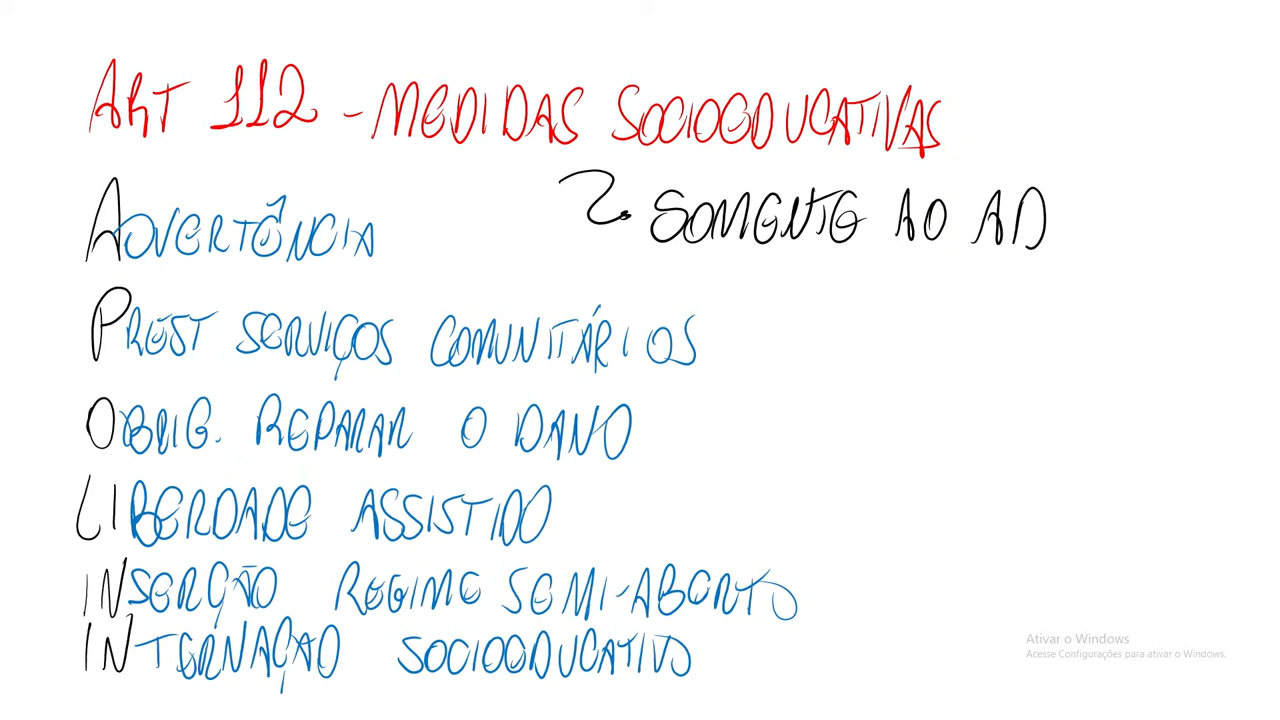 ART 112 - MEDIDAS SOCIOEDUCATIVAS
SOMENTE AO AD
ADVERTÊNCIA
PREST SERVIÇOS COMUNITÁRIOS
OBRIG. REPARAR O DANO
LIBERDADE ASSISTIDO
INSERÇÃO REGIME SEMI-ABERTO
INTERNAÇÃO SOCIOEDUCATIVO
Ativar o Windows
Acesse Configurações para ativar o Windows.